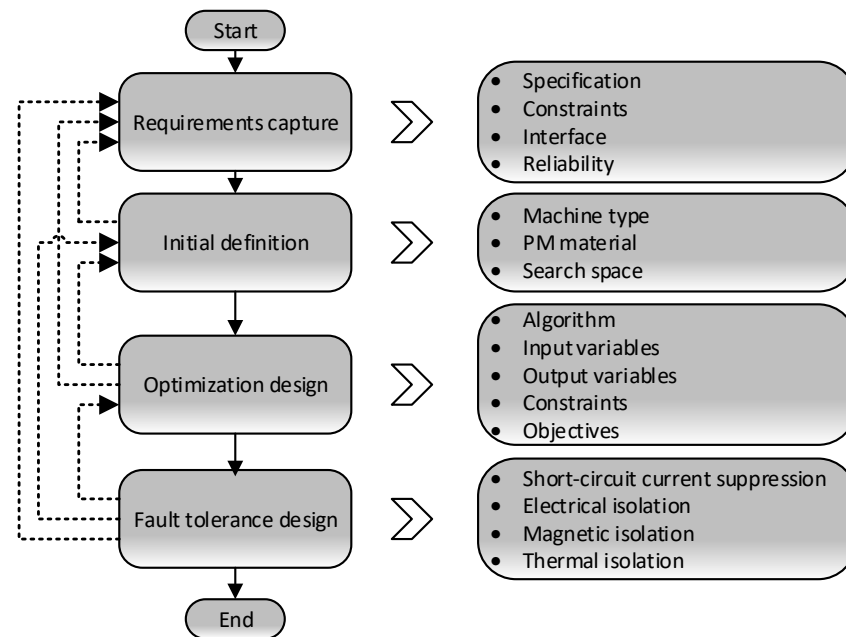 Start
Requirements capture
• Specification
• Constraints
• Interface
• Reliability
Initial definition
• Machine type
• PM material
• Search space
Optimization design
• Algorithm
• Input variables
• Output variables
• Constraints
• Objectives
Fault tolerance design
• Short-circuit current suppression
• Electrical isolation
• Magnetic isolation
• Thermal isolation
End